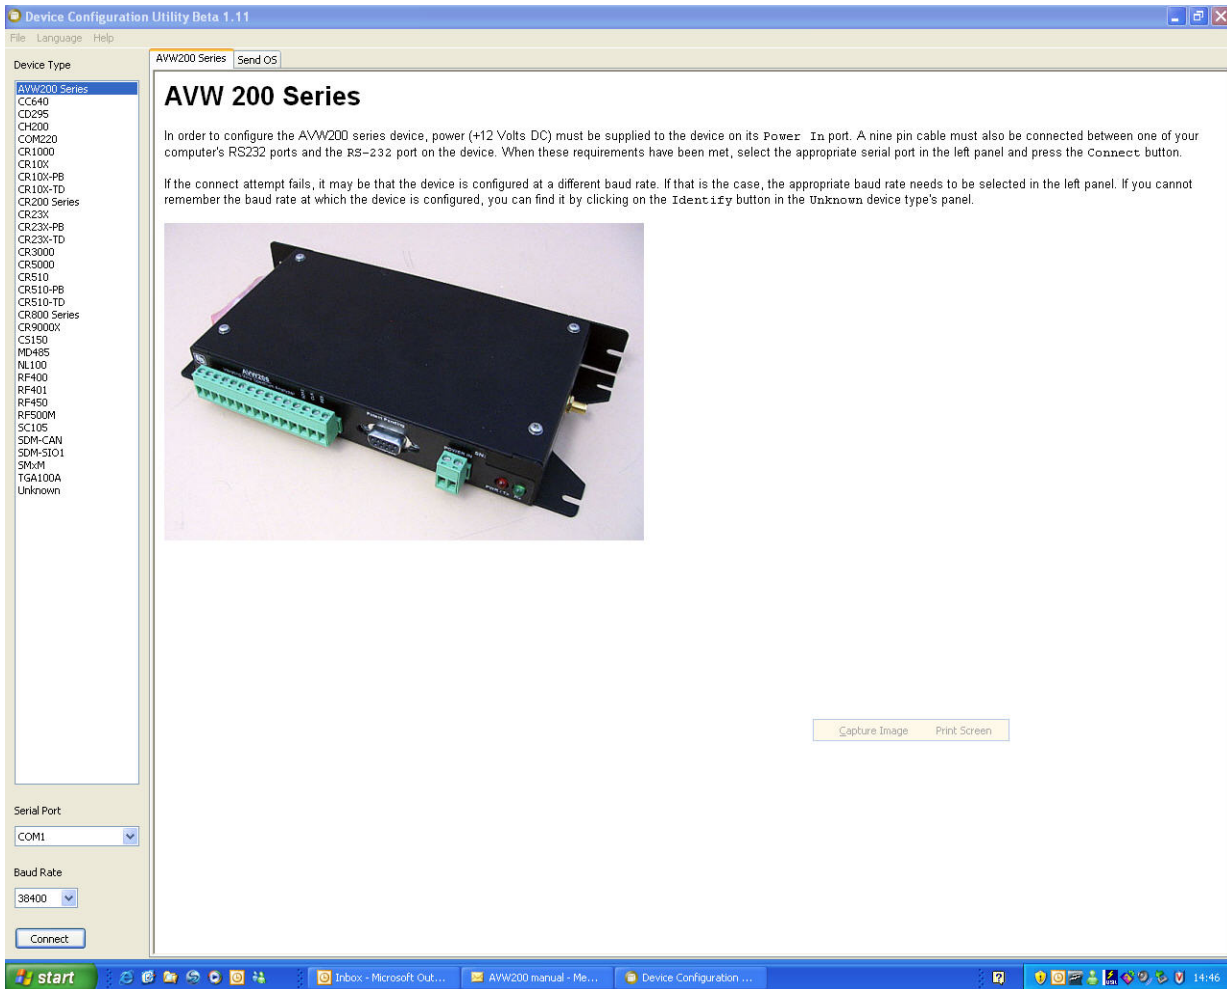 Device Configuration Utility Beta 1.11
File Language Help
Device Type
AVW200 Series
CC640
CD295
CH200
COM220
CR1000
CR10X
CR10X-PB
CR10X-TD
CR200 Series
CR23X
CR23X-PB
CR23X-TD
CR3000
CR5000
CR510
CR510-PB
CR510-TD
CR800 Series
CR9000X
CS150
MD485
NL100
RF400
RF401
RF450
RF500M
SC105
SDM-CAN
SDM-SIO1
SMxM
TGA100A
Unknown
Serial Port
COM1
Baud Rate
38400
Connect
AVW200 Series Send OS
AVW 200 Series
In order to configure the AVW200 series device, power (+12 Volts DC) must be supplied to the device on its Power In port. A nine pin cable must also be connected between one of your
computer's RS232 ports and the RS-232 port on the device. When these requirements have been met, select the appropriate serial port in the left panel and press the Connect button.
If the connect attempt fails, it may be that the device is configured at a different baud rate. If that is the case, the appropriate baud rate needs to be selected in the left panel. If you cannot
remember the baud rate at which the device is configured, you can find it by clicking on the Identify button in the Unknown device type's panel.
AVW200
POWER IN SN:
PWR / Tx Rx
Capture Image Print Screen
start
Inbox - Microsoft Out...
AVW200 manual - Me...
Device Configuration ...
14:46